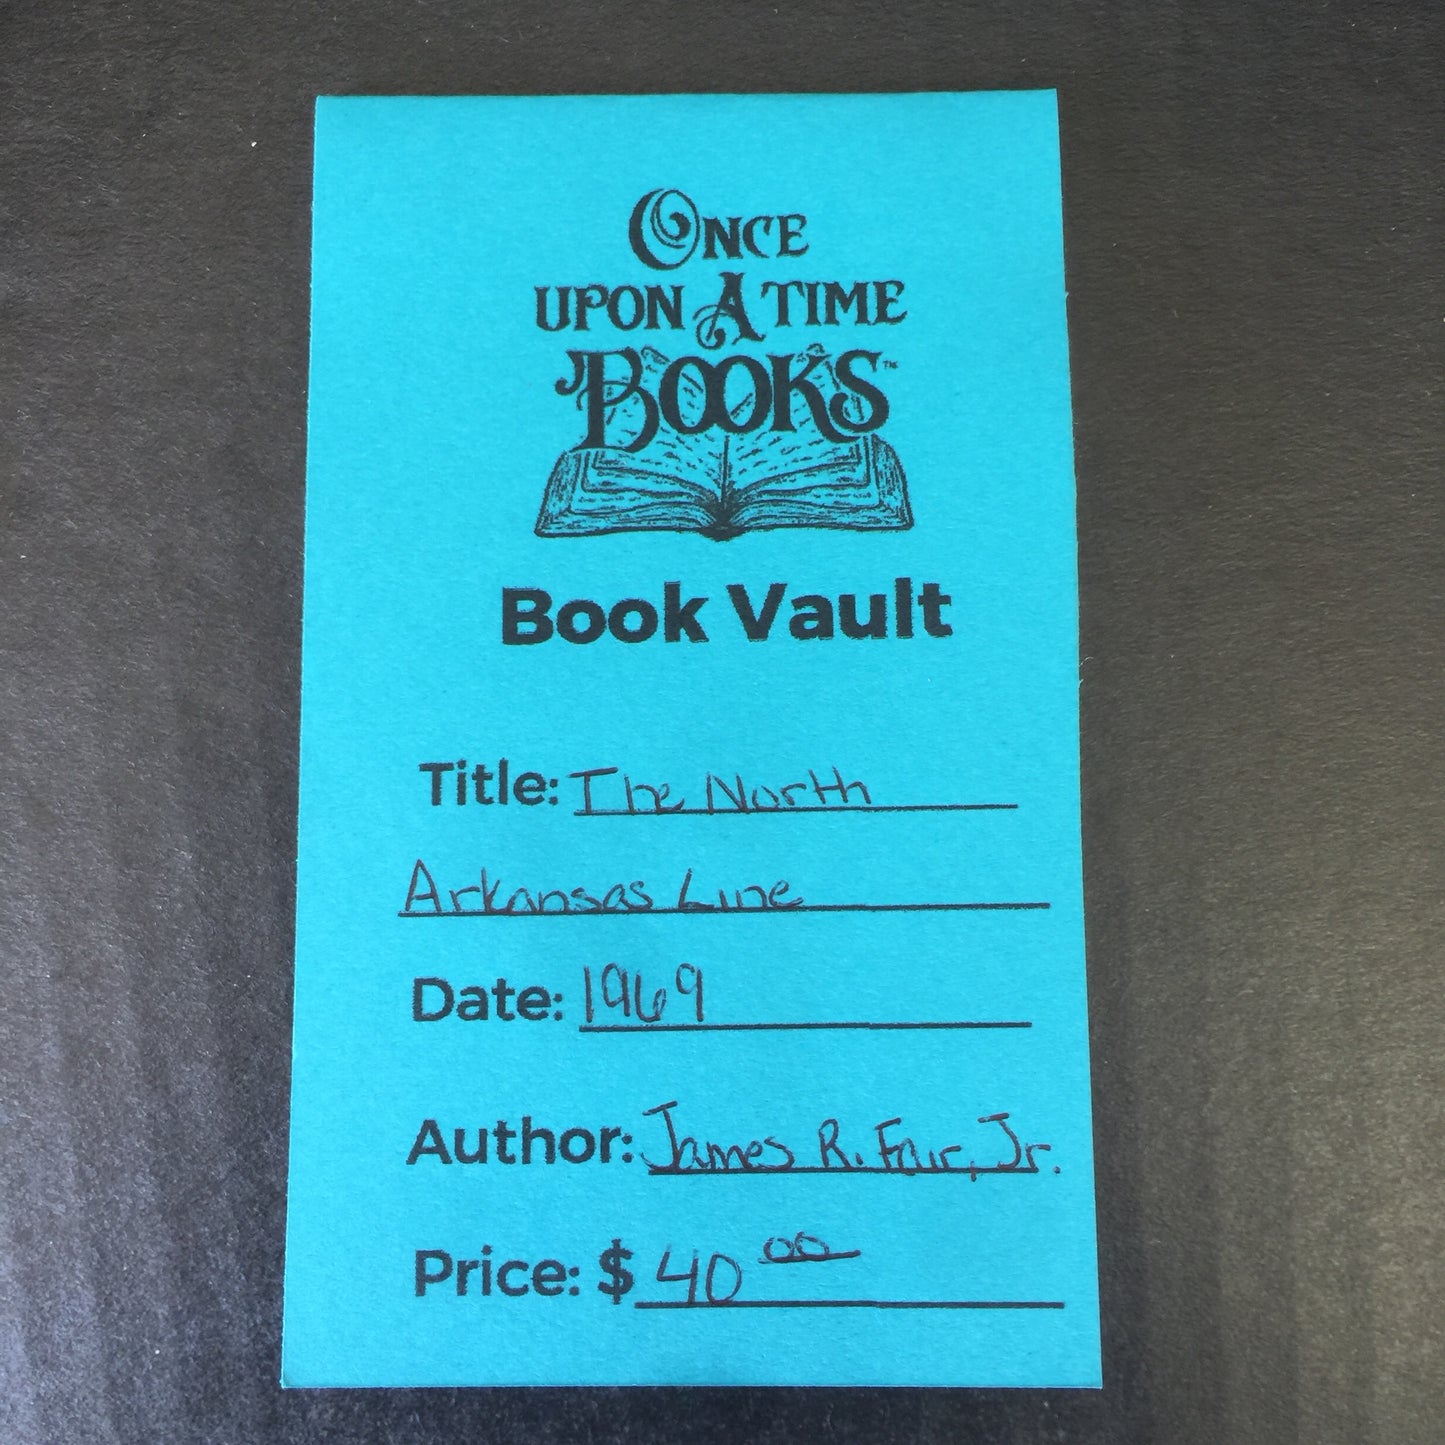 ONCE
UPON A TIME
BOOKS™
Book Vault
Title: The North
Arkansas Line
Date: 1969
Author: James R. Fair, Jr.
Price: $ 40 00